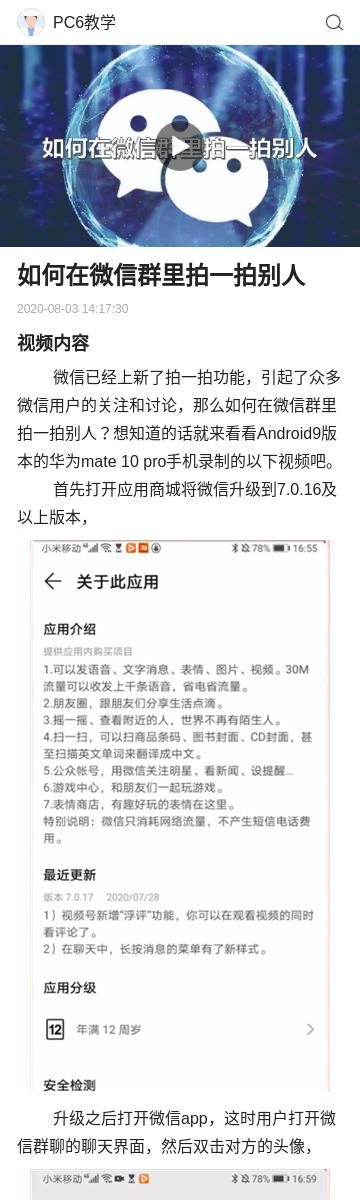 PC6教学
如何在微信群里拍一拍别人
如何在微信群里拍一拍别人
2020-08-03 14:17:30
视频内容
微信已经上新了拍一拍功能，引起了众多
微信用户的关注和讨论，那么如何在微信群里
拍一拍别人？想知道的话就来看看Android9版
本的华为mate 10 pro手机录制的以下视频吧。
首先打开应用商城将微信升级到7.0.16及
以上版本，
小米移动 78% 16:55
关于此应用
应用介绍
提供应用内购买项目
1.可以发语音、文字消息、表情、图片、视频。30M
流量可以收发上千条语音，省电省流量。
2.朋友圈，跟朋友们分享生活点滴。
3.摇一摇、查看附近的人，世界不再有陌生人。
4.扫一扫，可以扫商品条码、图书封面、CD封面，甚
至扫描英文单词来翻译成中文。
5.公众帐号，用微信关注明星、看新闻、设提醒...
6.游戏中心，和朋友们一起玩游戏。
7.表情商店，有趣好玩的表情在这里。
特别说明：微信只消耗网络流量，不产生短信电话费
用。
最近更新
版本 7.0.17 2020/07/28
1）视频号新增“浮评”功能，你可以在观看视频的同时
看评论了。
2）在聊天中，长按消息的菜单有了新样式。
应用分级
12 年满 12 周岁
安全检测
升级之后打开微信app，这时用户打开微
信群聊的聊天界面，然后双击对方的头像，
小米移动 78% 16:59